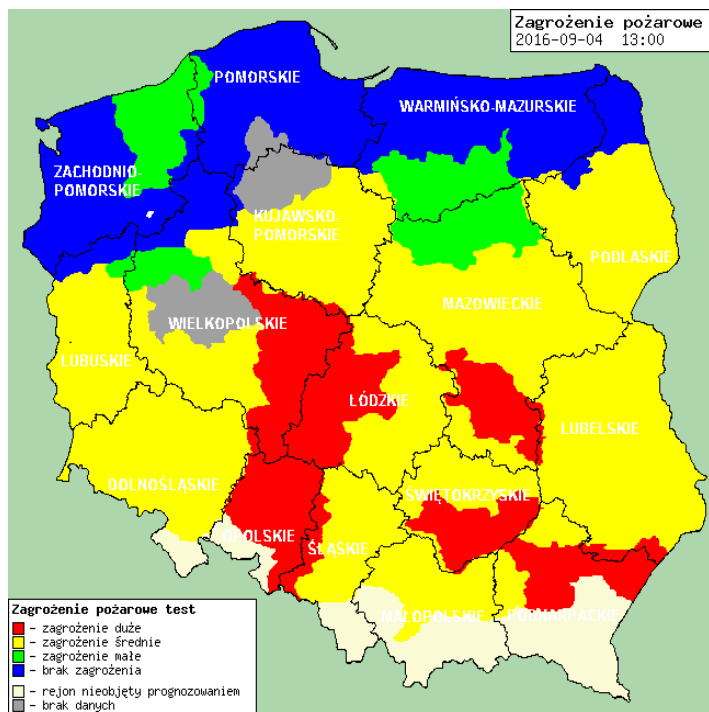 Zagrożenie pożarowe
2016-09-04 13:00
POMORSKIE
WARMIŃSKO-MAZURSKIE
ZACHODNIO-
POMORSKIE
KUJAWSKO-
POMORSKIE
PODLASKIE
MAZOWIECKIE
WIELKOPOLSKIE
LUBUSKIE
ŁÓDZKIE
LUBELSKIE
DOLNOŚLĄSKIE
ŚWIĘTOKRZYSKIE
OPOLSKIE
ŚLĄSKIE
MAŁOPOLSKIE
PODKARPACKIE
Zagrożenie pożarowe test
- zagrożenie duże
- zagrożenie średnie
- zagrożenie małe
- brak zagrożenia
- rejon nieobjęty prognozowaniem
- brak danych